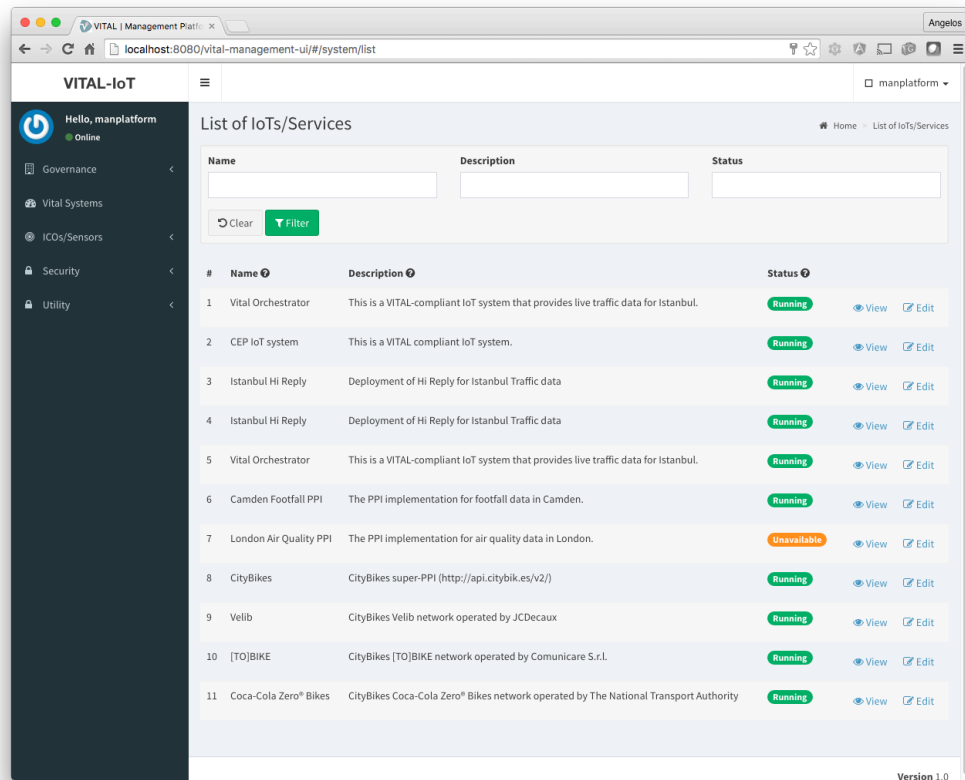 VITAL | Management Platfo
Angelos
localhost:8080/vital-management-ui/#/system/list
VITAL-IoT
manplatform
Hello, manplatform
Online
Governance
Vital Systems
ICOs/Sensors
Security
Utility
List of IoTs/Services
Home > List of IoTs/Services
Name Description Status
Clear Filter
# Name Description Status
1 Vital Orchestrator This is a VITAL-compliant IoT system that provides live traffic data for Istanbul. Running View Edit
2 CEP IoT system This is a VITAL compliant IoT system. Running View Edit
3 Istanbul Hi Reply Deployment of Hi Reply for Istanbul Traffic data Running View Edit
4 Istanbul Hi Reply Deployment of Hi Reply for Istanbul Traffic data Running View Edit
5 Vital Orchestrator This is a VITAL-compliant IoT system that provides live traffic data for Istanbul. Running View Edit
6 Camden Footfall PPI The PPI implementation for footfall data in Camden. Running View Edit
7 London Air Quality PPI The PPI implementation for air quality data in London. Unavailable View Edit
8 CityBikes CityBikes super-PPI (http://api.citybik.es/v2/) Running View Edit
9 Velib CityBikes Velib network operated by JCDecaux Running View Edit
10 [TO]BIKE CityBikes [TO]BIKE network operated by Comunicare S.r.l. Running View Edit
11 Coca-Cola Zero® Bikes CityBikes Coca-Cola Zero® Bikes network operated by The National Transport Authority Running View Edit
Version 1.0